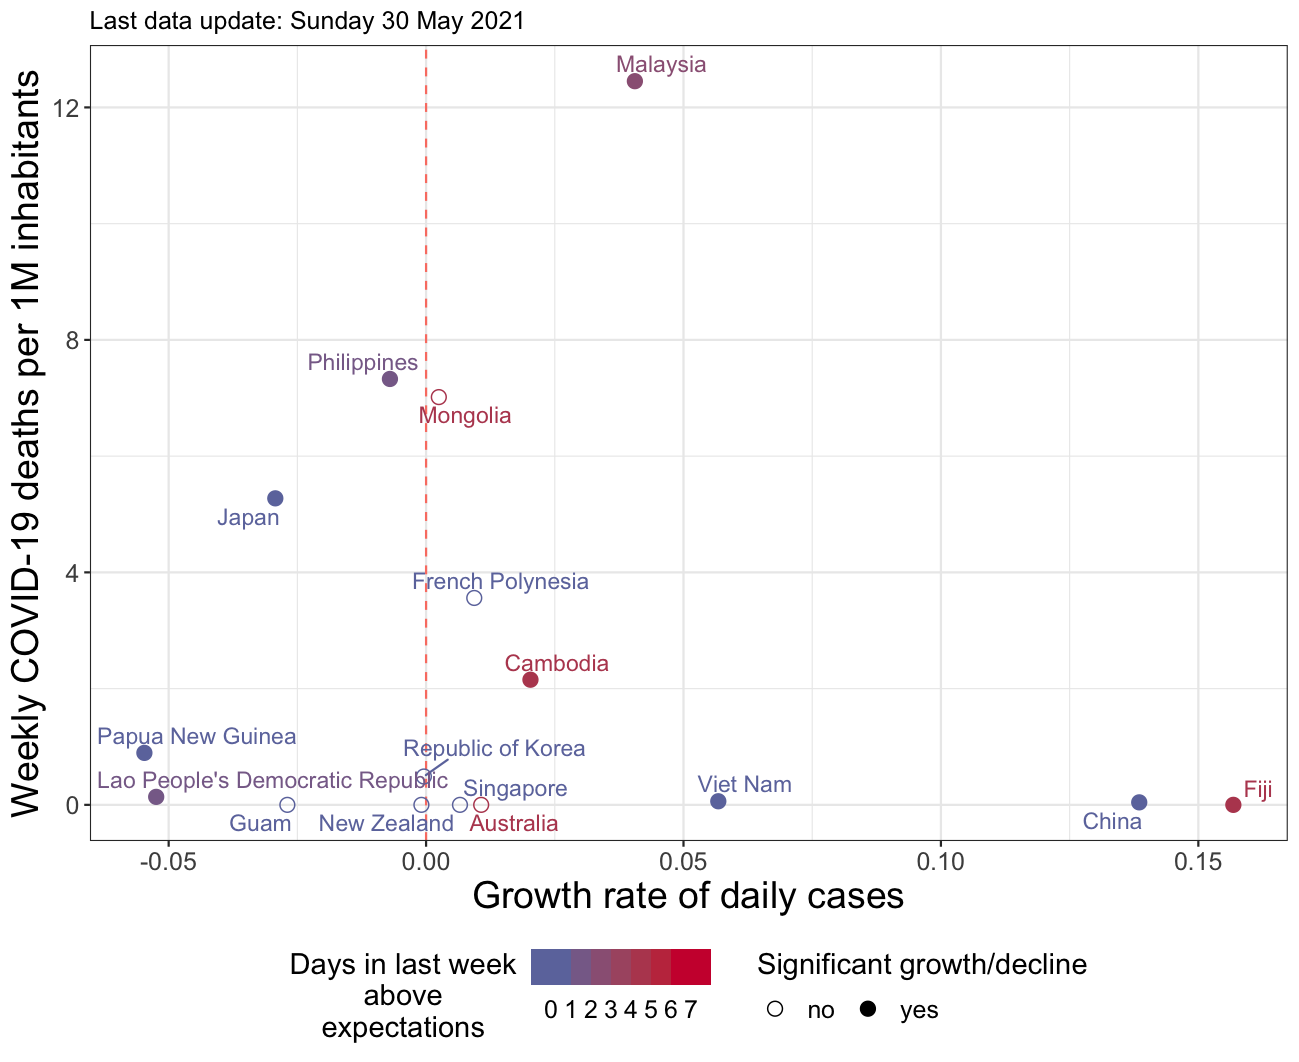 Last data update: Sunday 30 May 2021
Weekly COVID-19 deaths per 1M inhabitants
12
8
4
0
Malaysia
Philippines
Mongolia
Japan
French Polynesia
Cambodia
Papua New Guinea
Republic of Korea
Lao People's Democratic Republic
Singapore
Viet Nam
Fiji
Guam
New Zealand
Australia
China
-0.05
0.00
0.05
0.10
0.15
Growth rate of daily cases
Days in last week
above
expectations
0 1 2 3 4 5 6 7
Significant growth/decline
no
yes